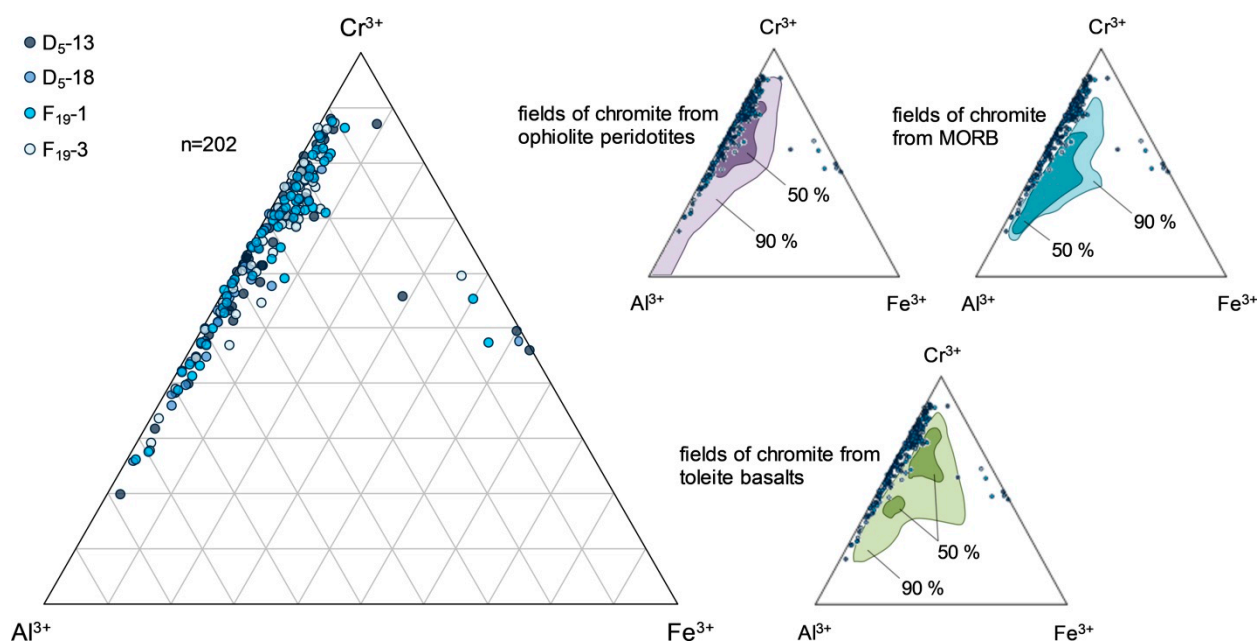 Cr³⁺
D₅-13
D₅-18
F₁₉-1
F₁₉-3
n=202
Al³⁺
Fe³⁺
Cr³⁺
fields of chromite from
ophiolite peridotites
50 %
90 %
Al³⁺
Fe³⁺
Cr³⁺
fields of chromite
from MORB
90 %
50 %
Al³⁺
Fe³⁺
Cr³⁺
fields of chromite from
toleite basalts
50 %
90 %
Al³⁺
Fe³⁺